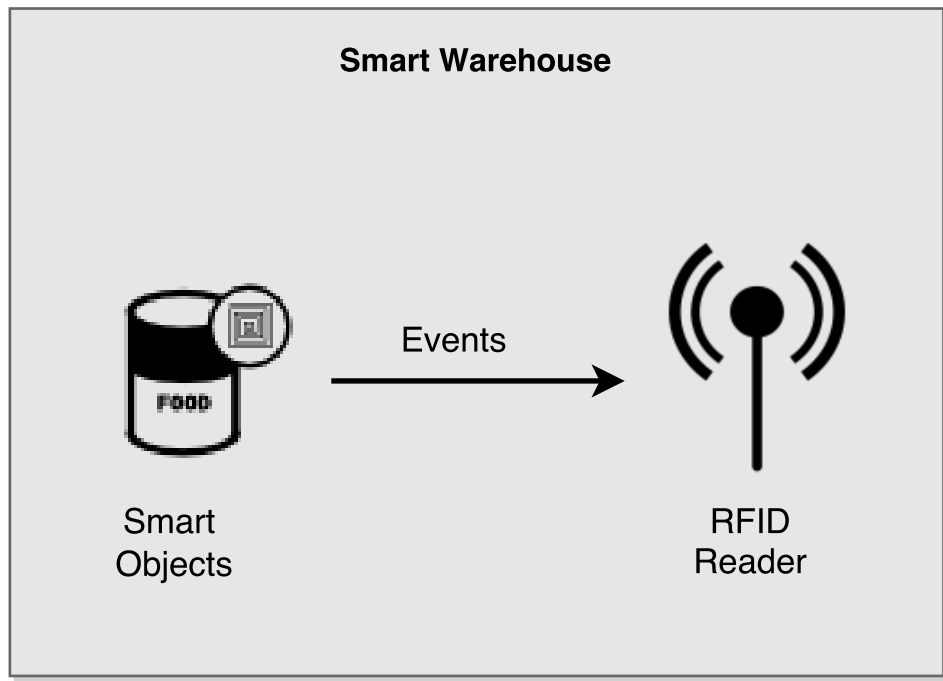 Smart Warehouse
Events
FOOD
Smart
Objects
RFID
Reader